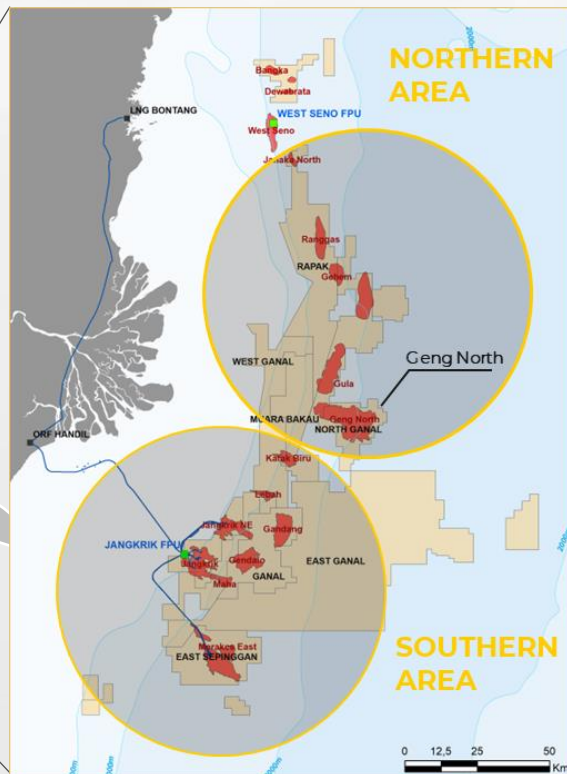 NORTHERN
AREA
Bangka
Dewabrata
LNG BONTANG
WEST SENO FPU
West Seno
Janaka North
Ranggas
RAPAK
Gehem
WEST GANAL
Geng North
Gula
MUARA BAKAU
Geng North
NORTH GANAL
ORF HANDIL
Katak Biru
Lebah
Jangkrik NE
Gandang
JANGKRIK FPU
Jangkrik
Gendalo
EAST GANAL
GANAL
Maha
Merakes East
EAST SEPINGGAN
SOUTHERN
AREA
0 12,5 25 50
Km
2000m